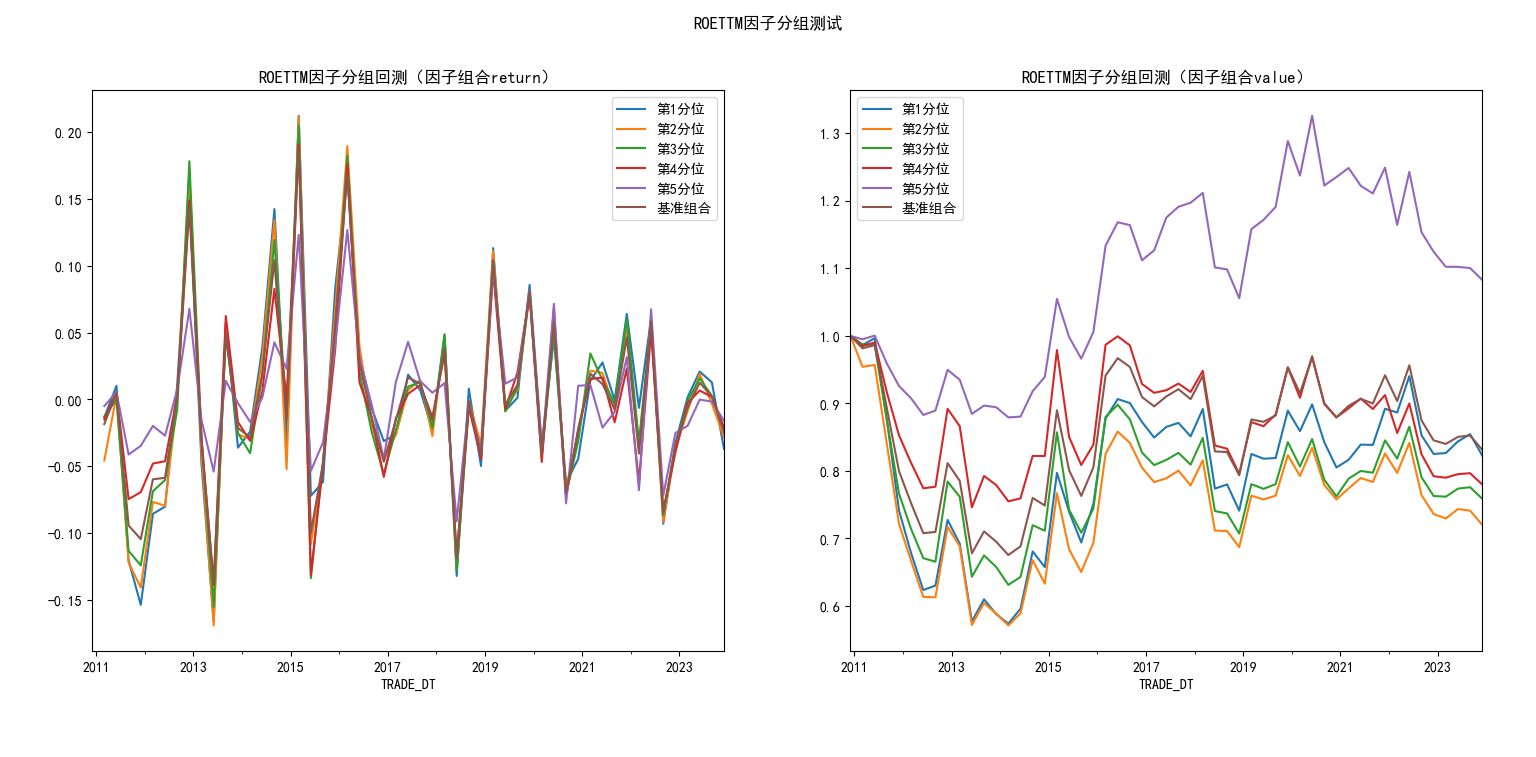 ROETTM因子分组测试
ROETTM因子分组回测（因子组合return）
0.20
0.15
0.10
0.05
0.00
-0.05
-0.10
-0.15
第1分位
第2分位
第3分位
第4分位
第5分位
基准组合
2011
2013
2015
2017
2019
2021
2023
TRADE_DT
ROETTM因子分组回测（因子组合value）
1.3
1.2
1.1
1.0
0.9
0.8
0.7
0.6
第1分位
第2分位
第3分位
第4分位
第5分位
基准组合
2011
2013
2015
2017
2019
2021
2023
TRADE_DT